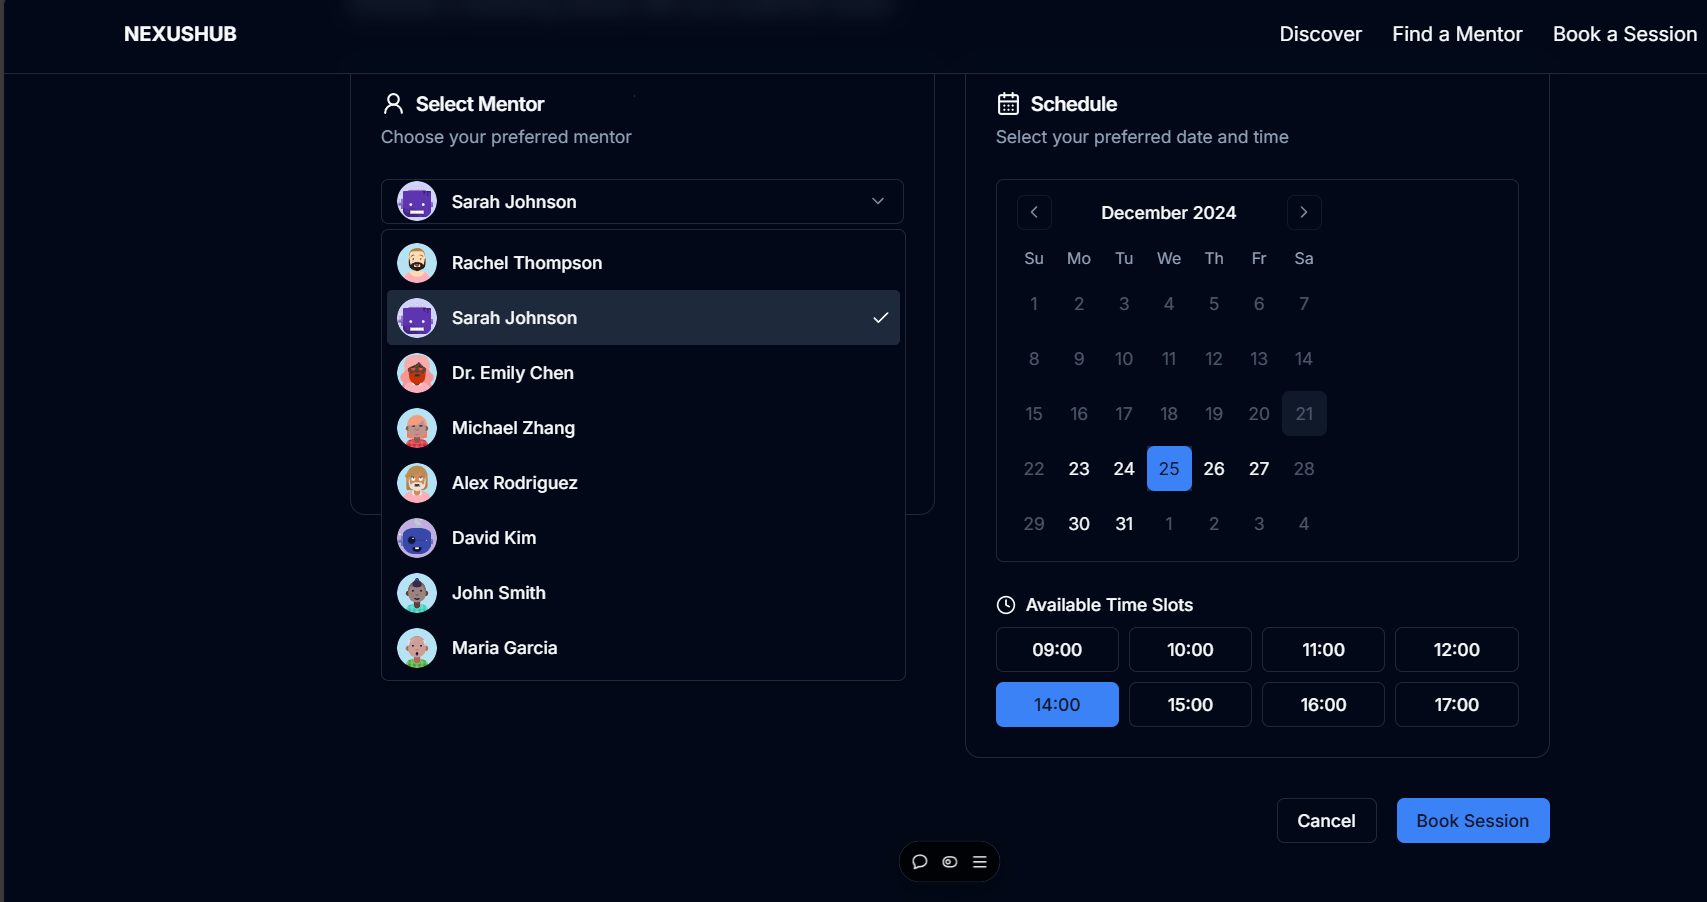 NEXUSHUB
Discover Find a Mentor Book a Session
Select Mentor
Choose your preferred mentor
Sarah Johnson
Rachel Thompson
Sarah Johnson
Dr. Emily Chen
Michael Zhang
Alex Rodriguez
David Kim
John Smith
Maria Garcia
Schedule
Select your preferred date and time
December 2024
Su Mo Tu We Th Fr Sa
1 2 3 4 5 6 7
8 9 10 11 12 13 14
15 16 17 18 19 20 21
22 23 24 25 26 27 28
29 30 31 1 2 3 4
Available Time Slots
09:00 10:00 11:00 12:00
14:00 15:00 16:00 17:00
Cancel Book Session